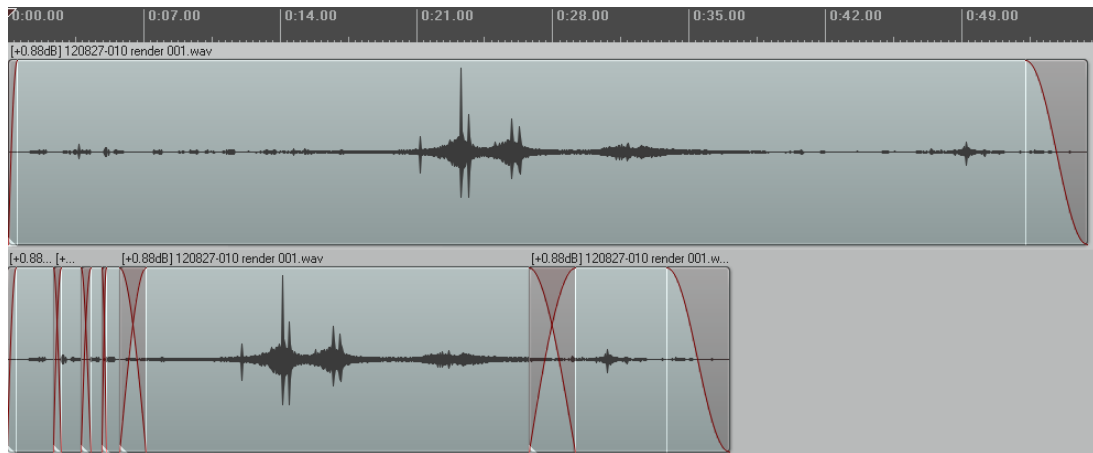 0:00.00 0:07.00 0:14.00 0:21.00 0:28.00 0:35.00 0:42.00 0:49.00
[+0.88dB] 120827-010 render 001.wav
[+0.88... [+... [+0.88dB] 120827-010 render 001.wav [+0.88dB] 120827-010 render 001.w...